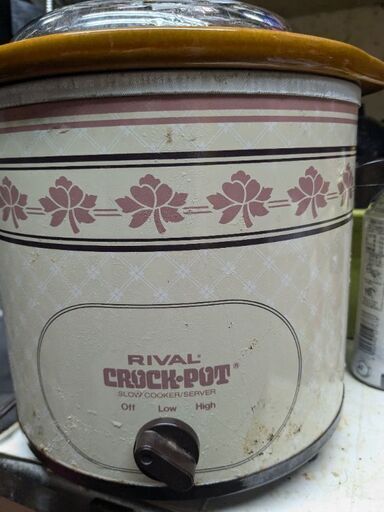 RIVAL®
CROCK•POT®
SLOW COOKER/SERVER
Off Low High